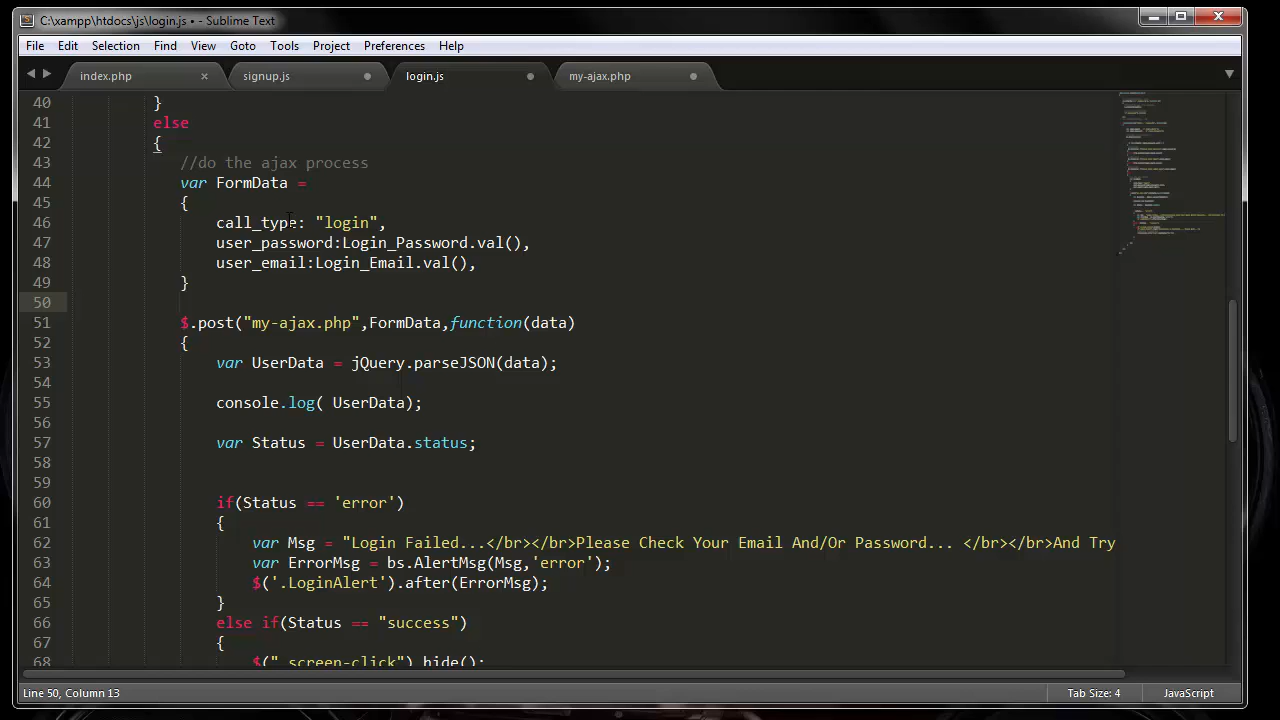 C:\xampp\htdocs\js\login.js • - Sublime Text
File Edit Selection Find View Goto Tools Project Preferences Help
index.php × signup.js login.js my-ajax.php
40 }
41 else
42 {
43 //do the ajax process
44 var FormData =
45 {
46 call_type: "login",
47 user_password:Login_Password.val(),
48 user_email:Login_Email.val(),
49 }
50
51 $.post("my-ajax.php",FormData,function(data)
52 {
53 var UserData = jQuery.parseJSON(data);
54
55 console.log( UserData);
56
57 var Status = UserData.status;
58
59
60 if(Status == 'error')
61 {
62 var Msg = "Login Failed...</br></br>Please Check Your Email And/Or Password... </br></br>And Try
63 var ErrorMsg = bs.AlertMsg(Msg,'error');
64 $('.LoginAlert').after(ErrorMsg);
65 }
66 else if(Status == "success")
67 {
68 $(".screen-click").hide();
Line 50, Column 13 Tab Size: 4 JavaScript